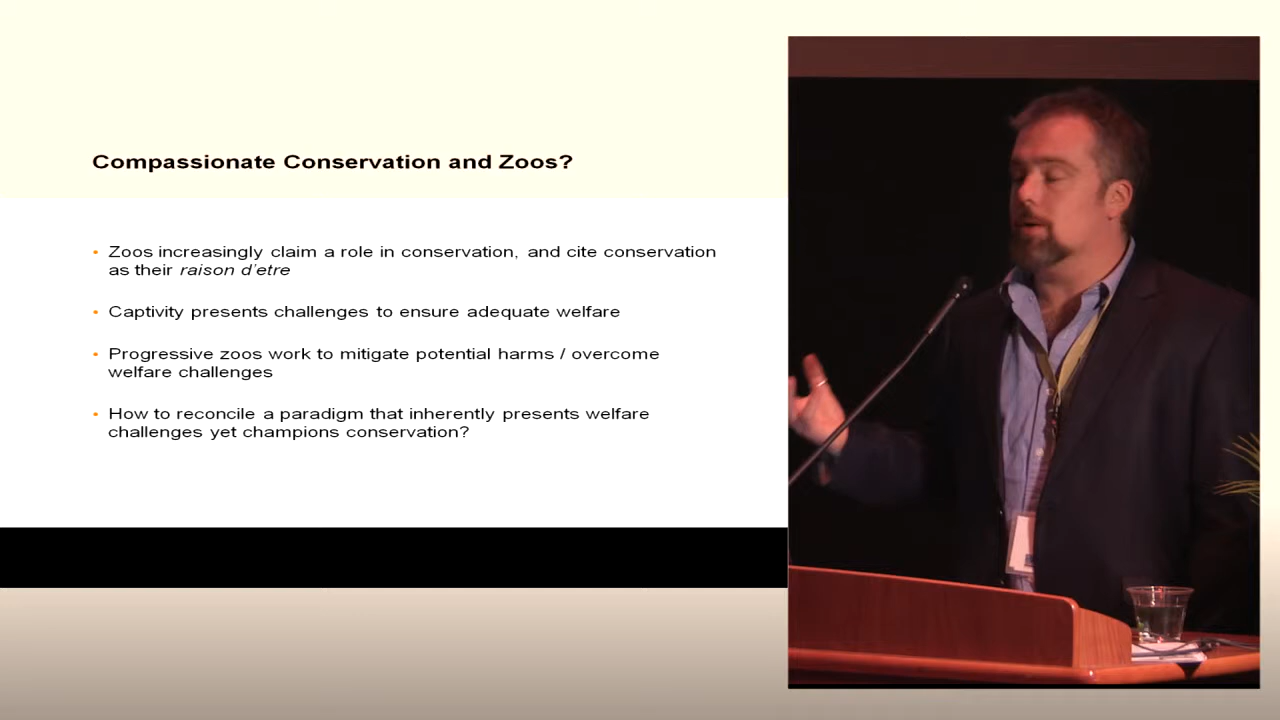 Compassionate Conservation and Zoos?
• Zoos increasingly claim a role in conservation, and cite conservation
as their raison d'etre
• Captivity presents challenges to ensure adequate welfare
• Progressive zoos work to mitigate potential harms / overcome
welfare challenges
• How to reconcile a paradigm that inherently presents welfare
challenges yet champions conservation?